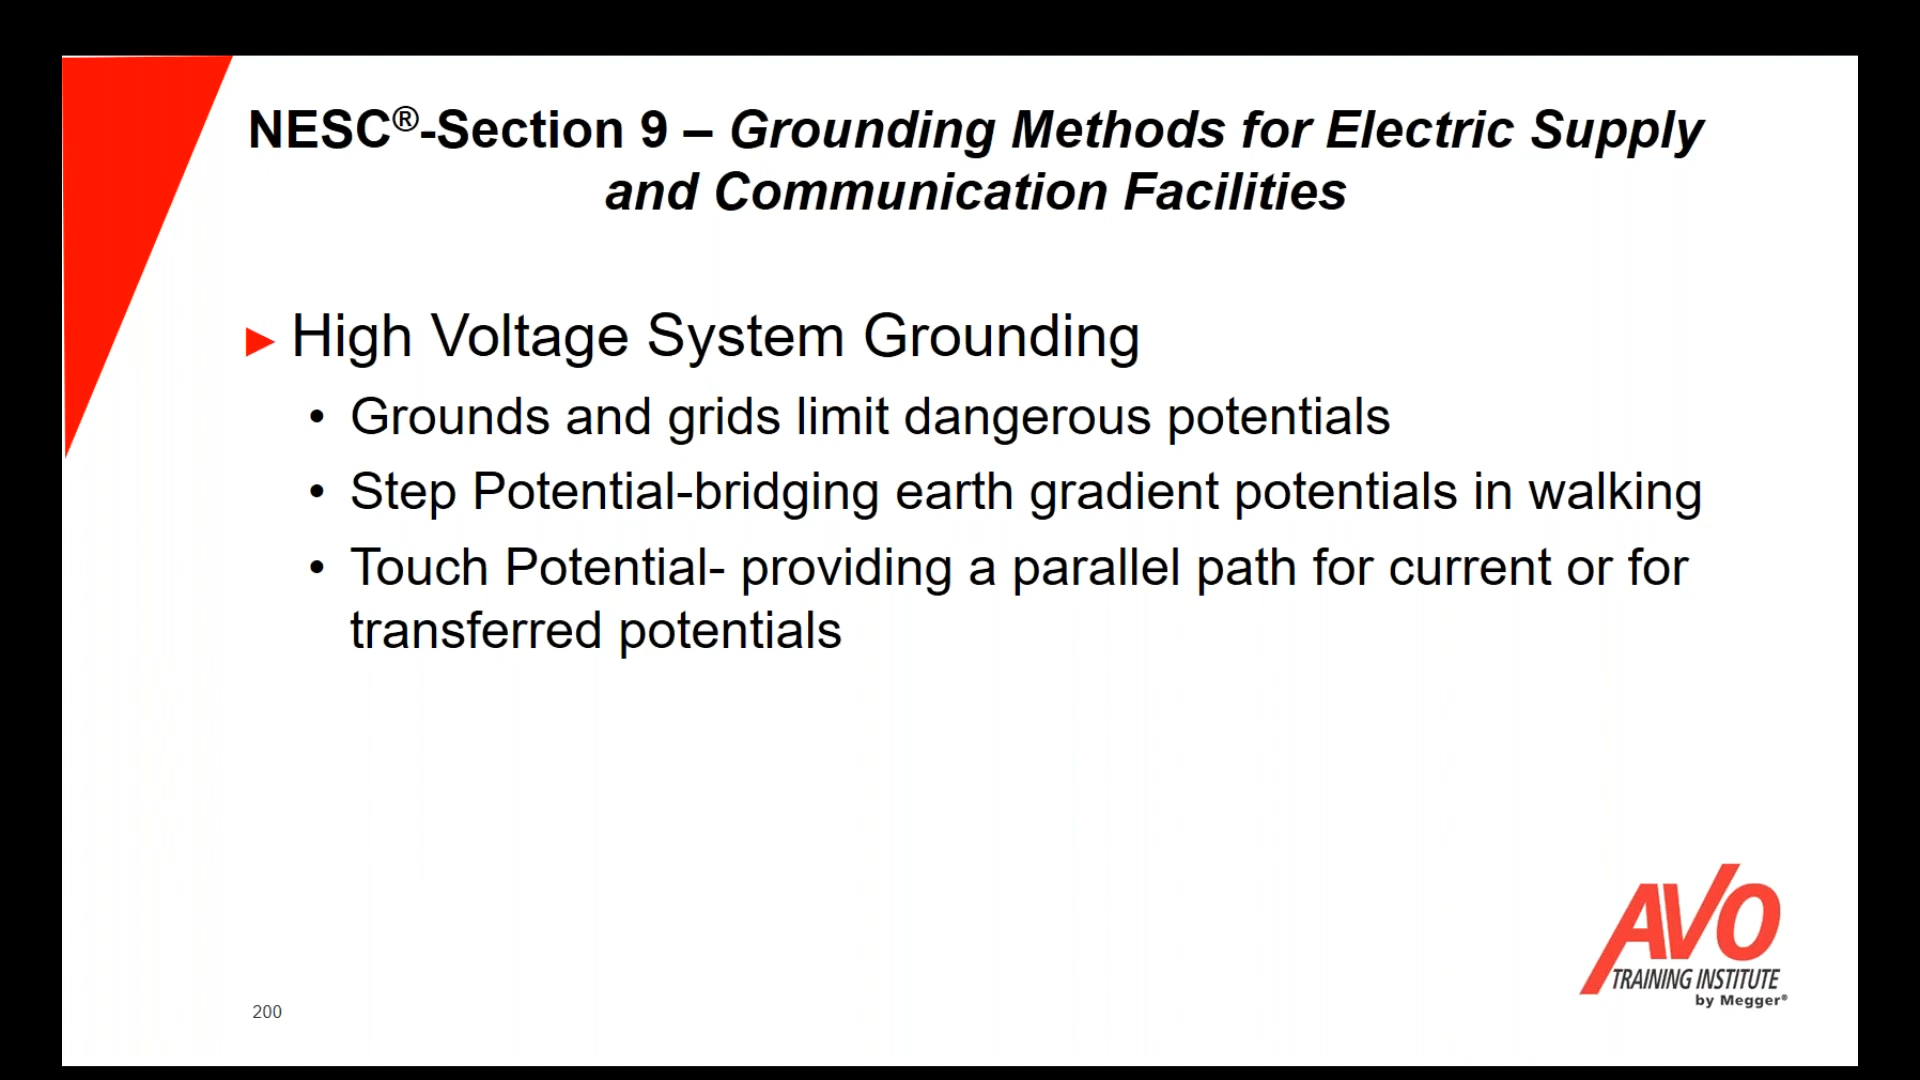 NESC®-Section 9 – Grounding Methods for Electric Supply
and Communication Facilities
► High Voltage System Grounding
• Grounds and grids limit dangerous potentials
• Step Potential-bridging earth gradient potentials in walking
• Touch Potential- providing a parallel path for current or for
transferred potentials
AVO
TRAINING INSTITUTE
by Megger®
200